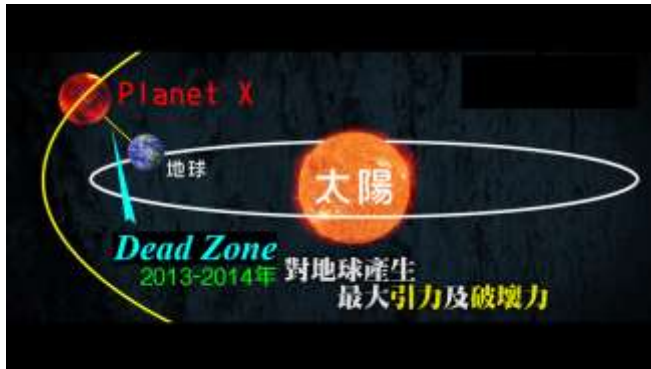 Planet X
地球
太陽
Dead Zone
2013-2014年
對地球產生
最大引力及破壞力